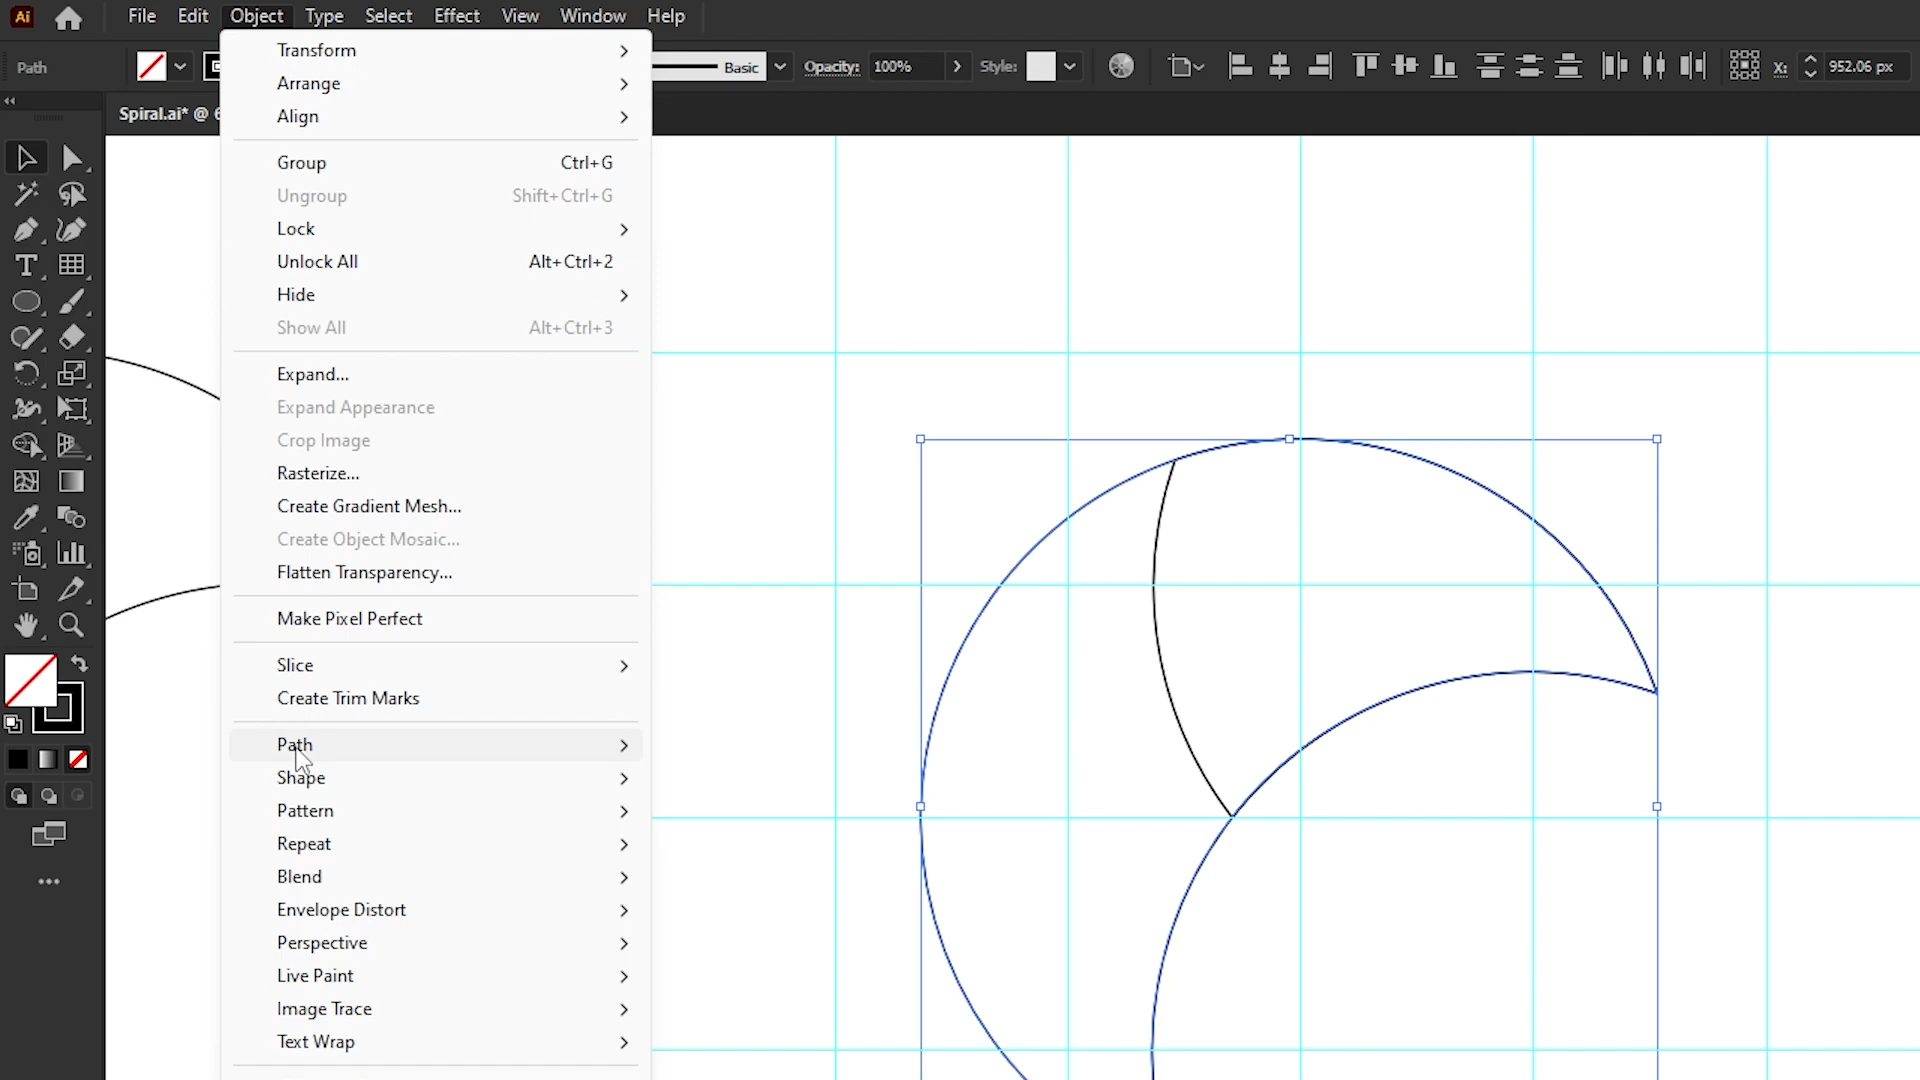 Ai File Edit Object Type Select Effect View Window Help
Path Basic Opacity: 100% Style: X: 952.06 px
Spiral.ai* @
Transform
Arrange
Align
Group Ctrl+G
Ungroup Shift+Ctrl+G
Lock
Unlock All Alt+Ctrl+2
Hide
Show All Alt+Ctrl+3
Expand...
Expand Appearance
Crop Image
Rasterize...
Create Gradient Mesh...
Create Object Mosaic...
Flatten Transparency...
Make Pixel Perfect
Slice
Create Trim Marks
Path
Shape
Pattern
Repeat
Blend
Envelope Distort
Perspective
Live Paint
Image Trace
Text Wrap